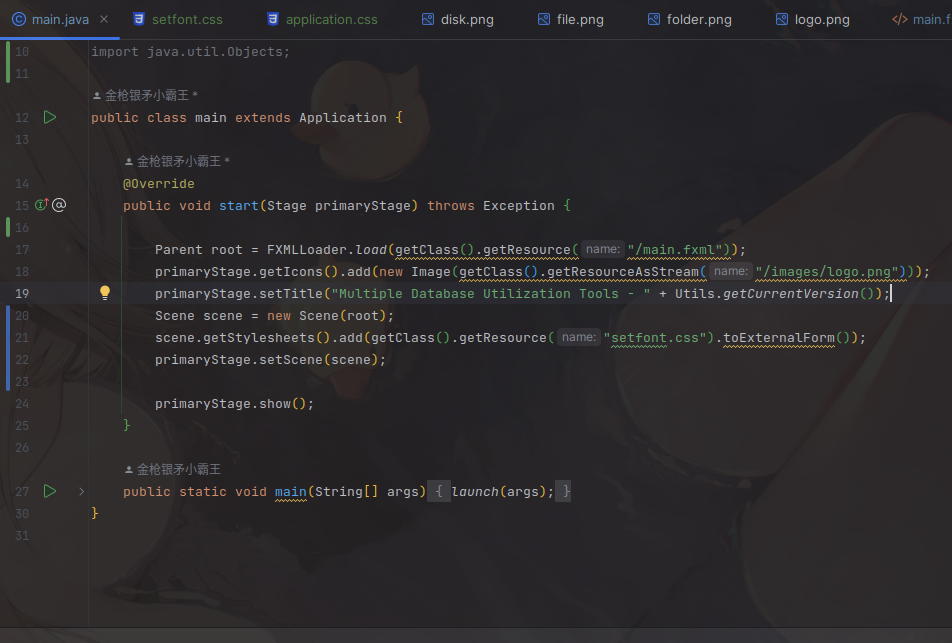 main.java setfont.css application.css disk.png file.png folder.png logo.png main.f
10 import java.util.Objects;
11
金枪银矛小霸王 *
12 public class main extends Application {
13
金枪银矛小霸王 *
14 @Override
15 public void start(Stage primaryStage) throws Exception {
16
17 Parent root = FXMLLoader.load(getClass().getResource( name: "/main.fxml"));
18 primaryStage.getIcons().add(new Image(getClass().getResourceAsStream( name: "/images/logo.png")));
19 primaryStage.setTitle("Multiple Database Utilization Tools - " + Utils.getCurrentVersion());
20 Scene scene = new Scene(root);
21 scene.getStylesheets().add(getClass().getResource( name: "setfont.css").toExternalForm());
22 primaryStage.setScene(scene);
23
24 primaryStage.show();
25 }
26
金枪银矛小霸王
27 public static void main(String[] args) { launch(args); }
30 }
31